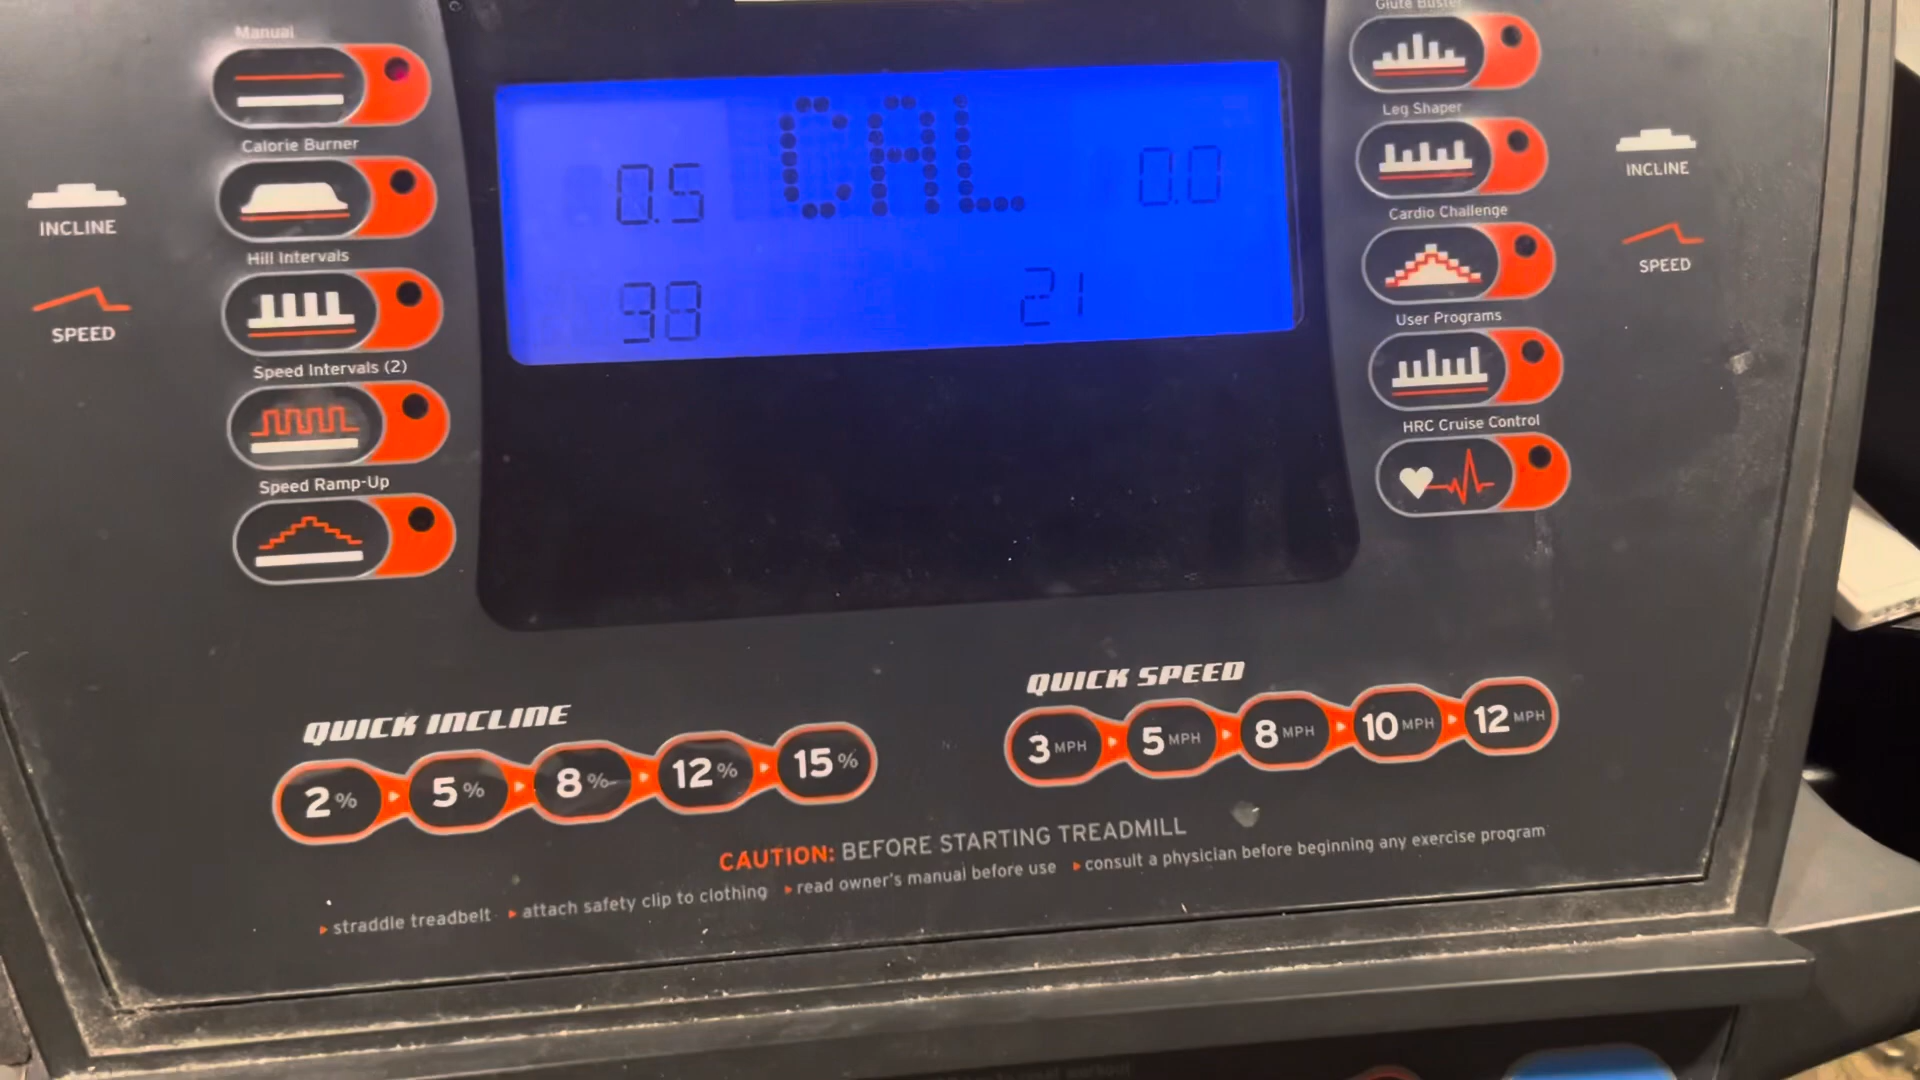 Manual
Calorie Burner
Hill Intervals
Speed Intervals (2)
Speed Ramp-Up
INCLINE
SPEED
CAL
0.5
0.0
98
21
Glute Buster
Leg Shaper
Cardio Challenge
User Programs
HRC Cruise Control
INCLINE
SPEED
QUICK INCLINE
2% 5% 8% 12% 15%
QUICK SPEED
3 MPH 5 MPH 8 MPH 10 MPH 12 MPH
CAUTION: BEFORE STARTING TREADMILL
straddle treadbelt attach safety clip to clothing read owner's manual before use consult a physician before beginning any exercise program